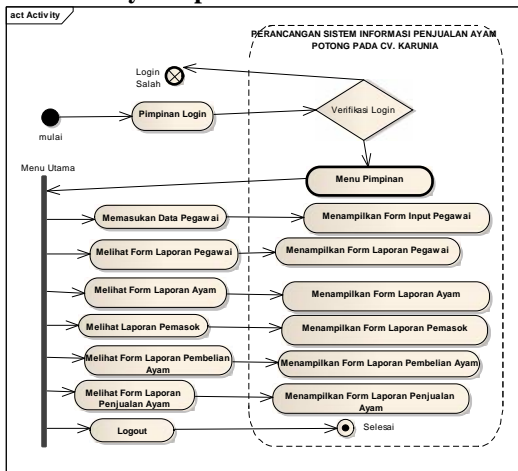 act Activity
PERANCANGAN SISTEM INFORMASI PENJUALAN AYAM
POTONG PADA CV. KARUNIA
Login
Salah
Pimpinan Login
Verifikasi Login
mulai
Menu Utama
Menu Pimpinan
Memasukan Data Pegawai
Menampilkan Form Input Pegawai
Melihat Form Laporan Pegawai
Menampilkan Form Laporan Pegawai
Melihat Form Laporan Ayam
Menampilkan Form Laporan Ayam
Melihat Laporan Pemasok
Menampilkan Form Laporan Pemasok
Melihat Form Laporan Pembelian
Ayam
Menampilkan Form Laporan Pembelian Ayam
Melihat Form Laporan
Penjualan Ayam
Menampilkan Form Laporan Penjualan
Ayam
Logout
Selesai